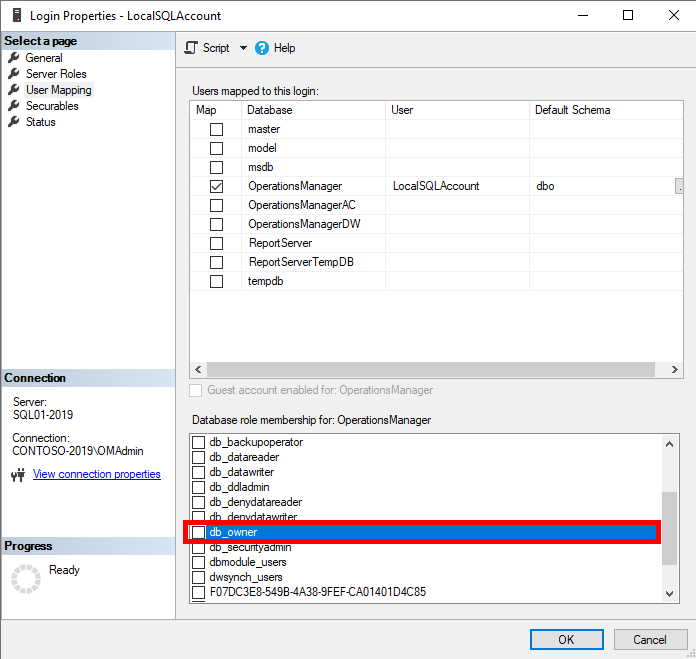 Login Properties - LocalSQLAccount
Select a page
General
Server Roles
User Mapping
Securables
Status
Script
Help
Users mapped to this login:
Map Database User Default Schema
master
model
msdb
OperationsManager LocalSQLAccount dbo
OperationsManagerAC
OperationsManagerDW
ReportServer
ReportServerTempDB
tempdb
Guest account enabled for: OperationsManager
Database role membership for: OperationsManager
db_backupoperator
db_datareader
db_datawriter
db_ddladmin
db_denydatareader
db_denydatawriter
db_owner
db_securityadmin
dbmodule_users
dwsynch_users
F07DC3E8-549B-4A38-9FEF-CA01401D4C85
Connection
Server:
SQL01-2019
Connection:
CONTOSO-2019\OMAdmin
View connection properties
Progress
Ready
OK
Cancel